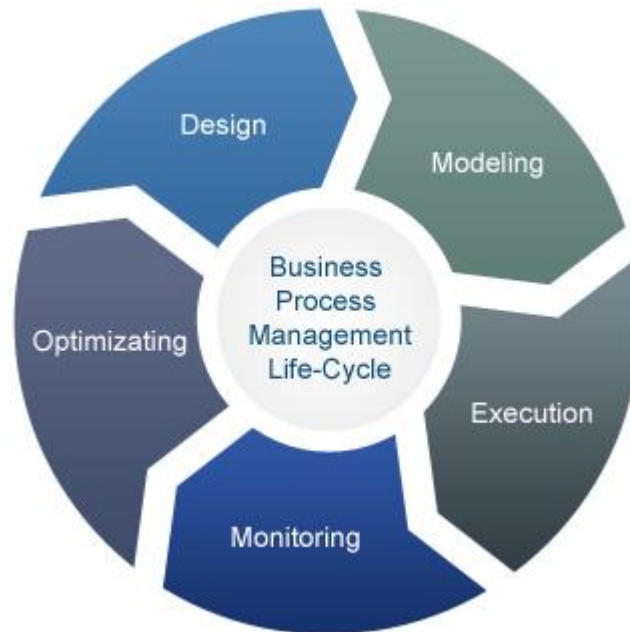 Design
Modeling
Business
Process
Management
Life-Cycle
Optimizating
Execution
Monitoring